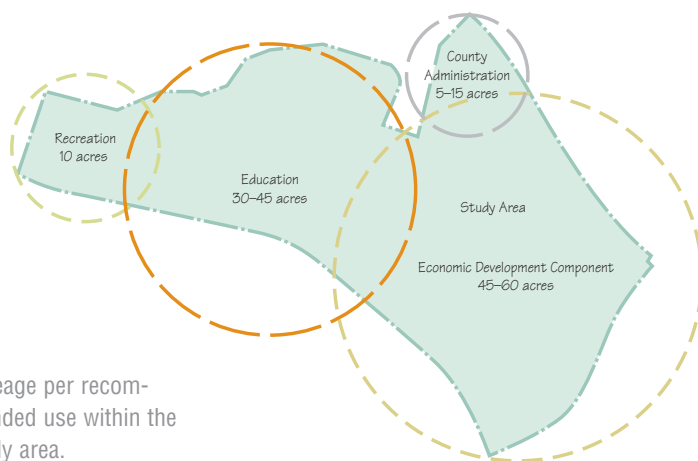 County
Administration
5–15 acres
Recreation
10 acres
Education
30–45 acres
Study Area
Economic Development Component
45–60 acres
eage per recom-
nded use within the
ly area.